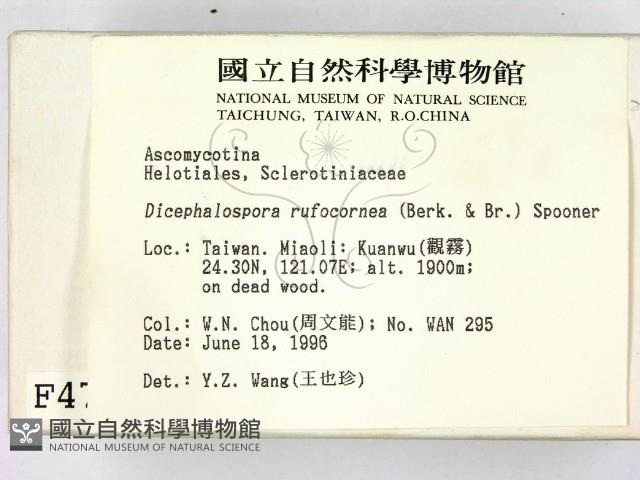 國立自然科學博物館
NATIONAL MUSEUM OF NATURAL SCIENCE
TAICHUNG, TAIWAN, R.O.CHINA
Ascomycotina
Helotiales, Sclerotiniaceae
Dicephalospora rufocornea (Berk. & Br.) Spooner
Loc.: Taiwan. Miaoli: Kuanwu(觀霧)
24.30N, 121.07E; alt. 1900m;
on dead wood.
Col.: W.N. Chou(周文能); No. WAN 295
Date: June 18, 1996
Det.: Y.Z. Wang(王也珍)
F47
國立自然科學博物館
NATIONAL MUSEUM OF NATURAL SCIENCE